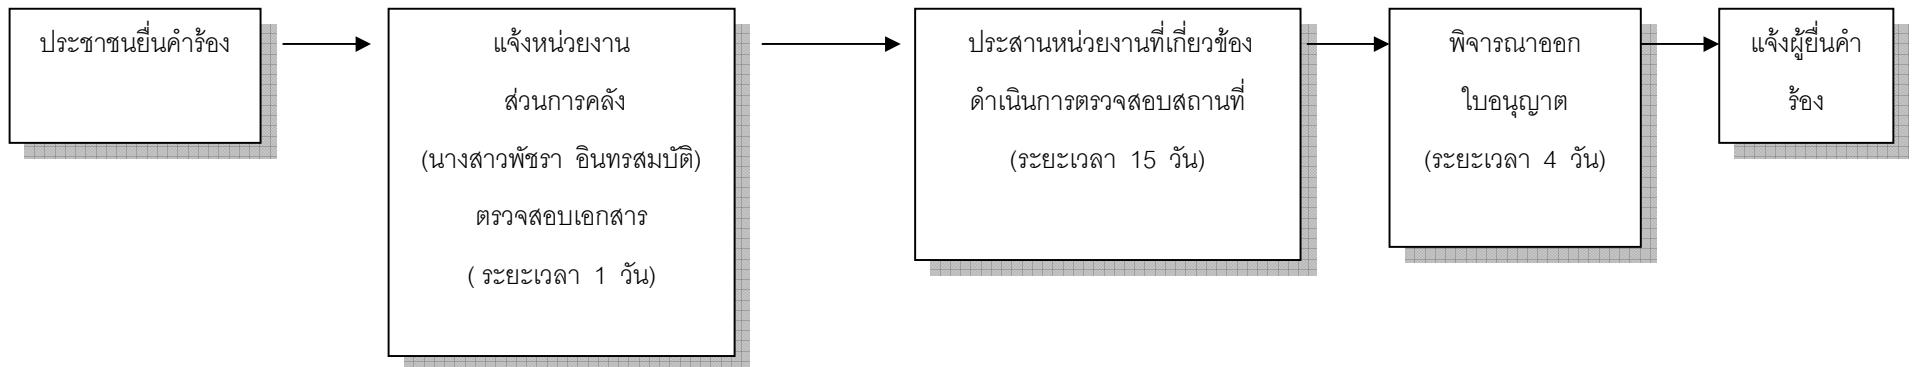 ประชาชนยื่นคำร้อง
แจ้งหน่วยงาน
ส่วนการคลัง
(นางสาวพัชรา อินทรสมบัติ)
ตรวจสอบเอกสาร
( ระยะเวลา 1 วัน)
ประสานหน่วยงานที่เกี่ยวข้อง
ดำเนินการตรวจสอบสถานที่
(ระยะเวลา 15 วัน)
พิจารณาออก
ใบอนุญาต
(ระยะเวลา 4 วัน)
แจ้งผู้ยื่นคำ
ร้อง